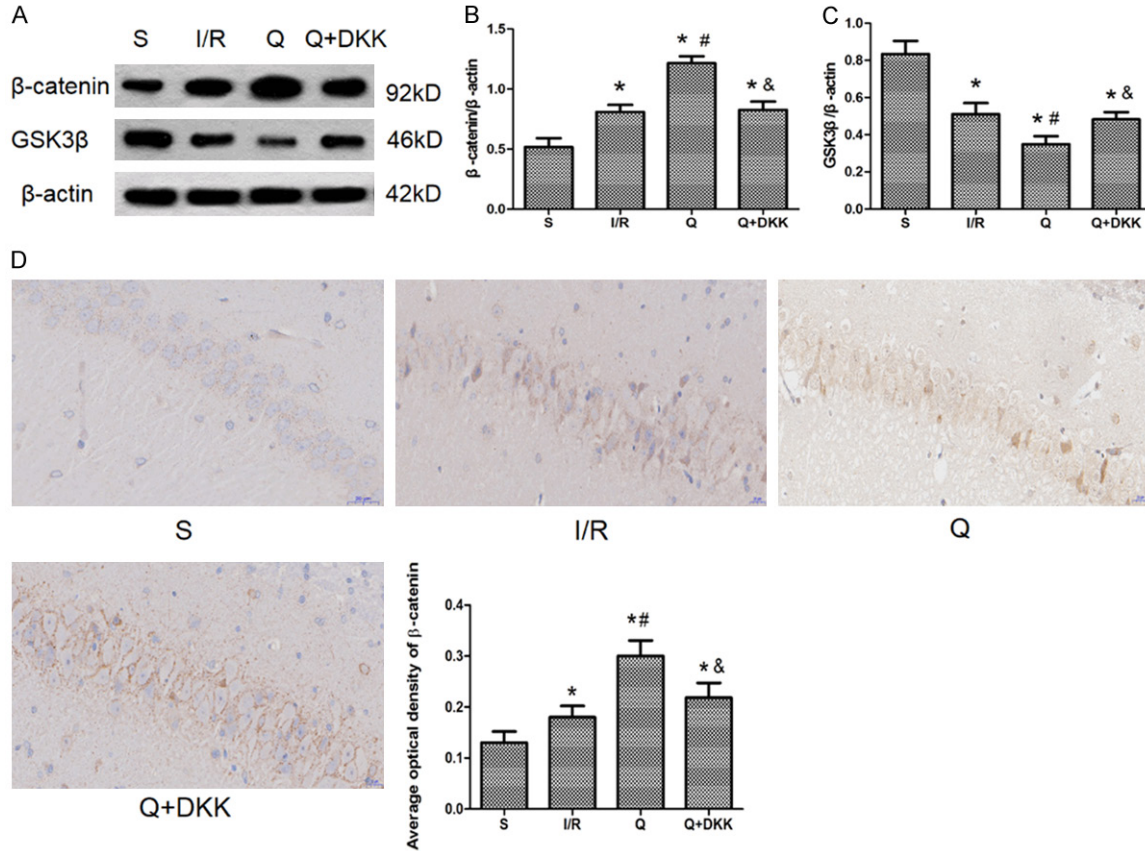 A
S I/R Q Q+DKK
β-catenin 92kD
GSK3β 46kD
β-actin 42kD
B
β-catenin/β-actin
1.5
1.0
0.5
0.0
*
* #
* &
S I/R Q Q+DKK
C
GSK3β/β-actin
1.0
0.8
0.6
0.4
0.2
0.0
*
* #
* &
S I/R Q Q+DKK
D
S
I/R
Q
Q+DKK
Average optical density of β-catenin
0.4
0.3
0.2
0.1
0.0
*
*#
* &
S I/R Q Q+DKK